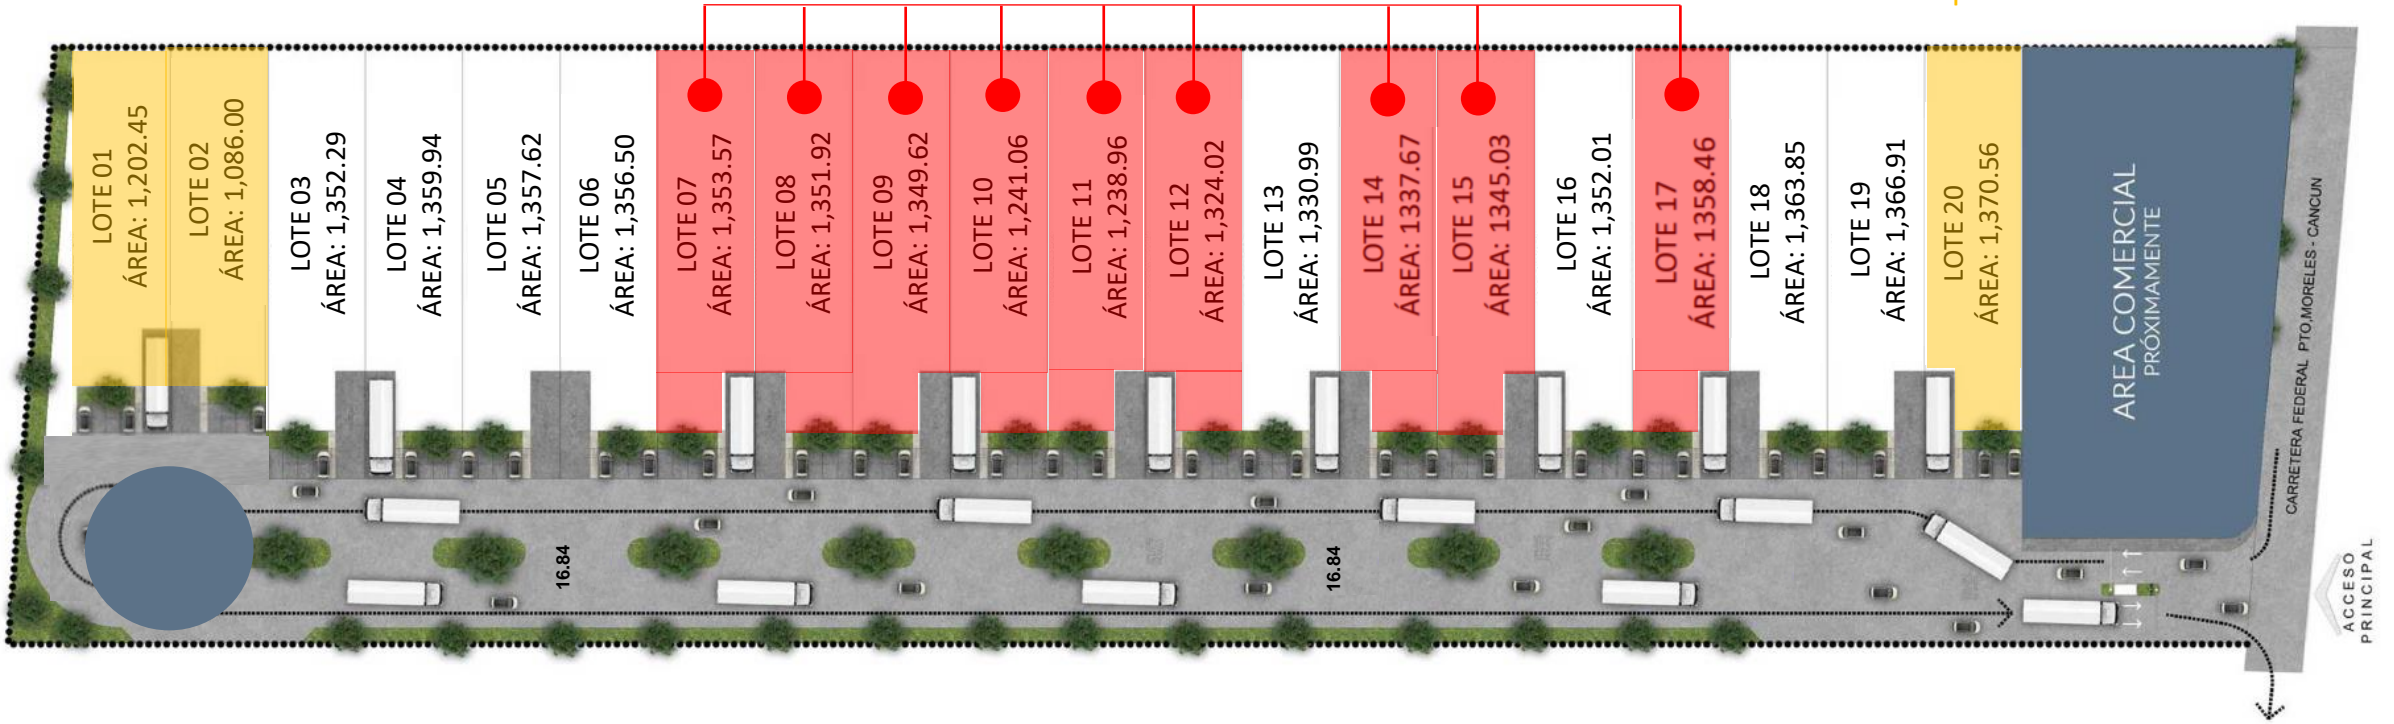 LOTE 01
ÁREA: 1,202.45
LOTE 02
ÁREA: 1,086.00
LOTE 03
ÁREA: 1,352.29
LOTE 04
ÁREA: 1,359.94
LOTE 05
ÁREA: 1,357.62
LOTE 06
ÁREA: 1,356.50
LOTE 07
ÁREA: 1,353.57
LOTE 08
ÁREA: 1,351.92
LOTE 09
ÁREA: 1,349.62
LOTE 10
ÁREA: 1,241.06
LOTE 11
ÁREA: 1,238.96
LOTE 12
ÁREA: 1,324.02
LOTE 13
ÁREA: 1,330.99
LOTE 14
ÁREA: 1337.67
LOTE 15
ÁREA: 1345.03
LOTE 16
ÁREA: 1,352.01
LOTE 17
ÁREA: 1358.46
LOTE 18
ÁREA: 1,363.85
LOTE 19
ÁREA: 1,366.91
LOTE 20
ÁREA: 1,370.56
AREA COMERCIAL
PRÓXIMAMENTE
CARRETERA FEDERAL PTO,MORELES - CANCUN
ACCESO
PRINCIPAL
16.84
16.84